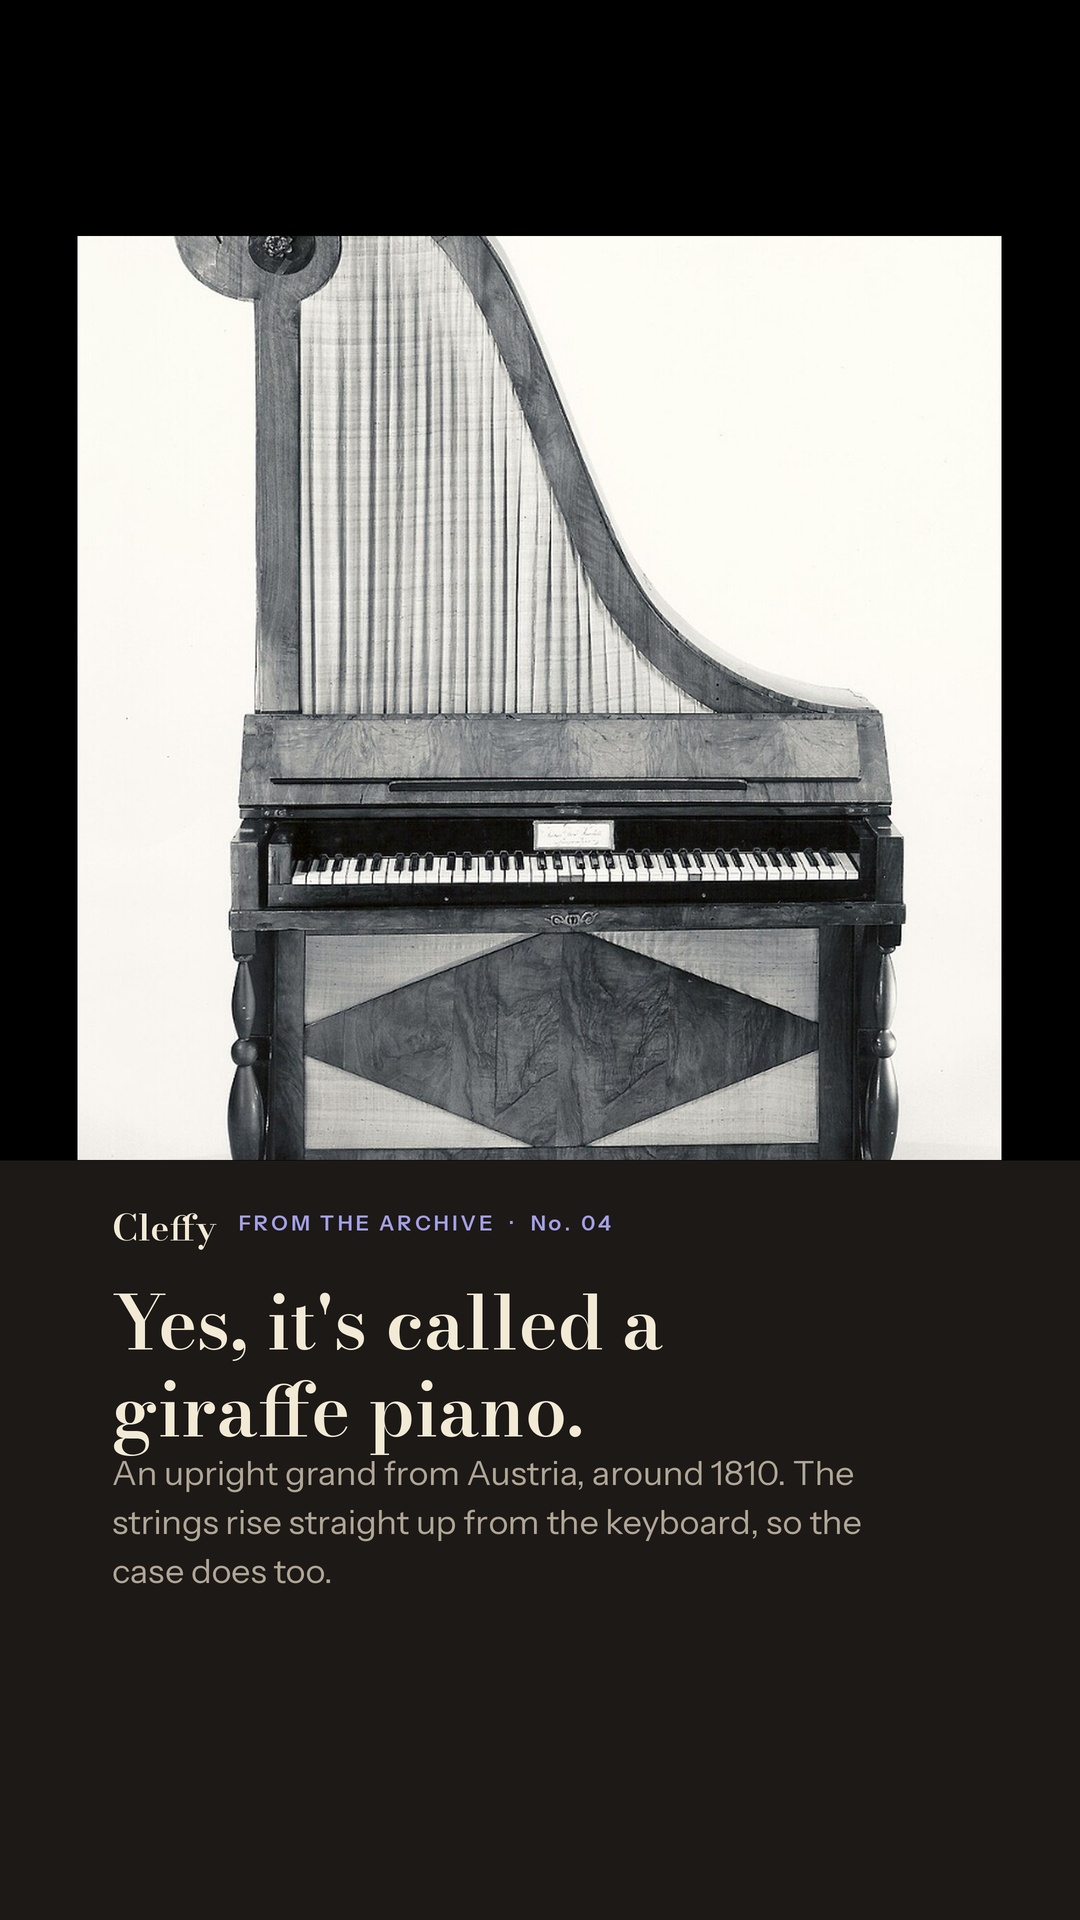 Cleffy FROM THE ARCHIVE · No. 04
Yes, it's called a
giraffe piano.
An upright grand from Austria, around 1810. The
strings rise straight up from the keyboard, so the
case does too.